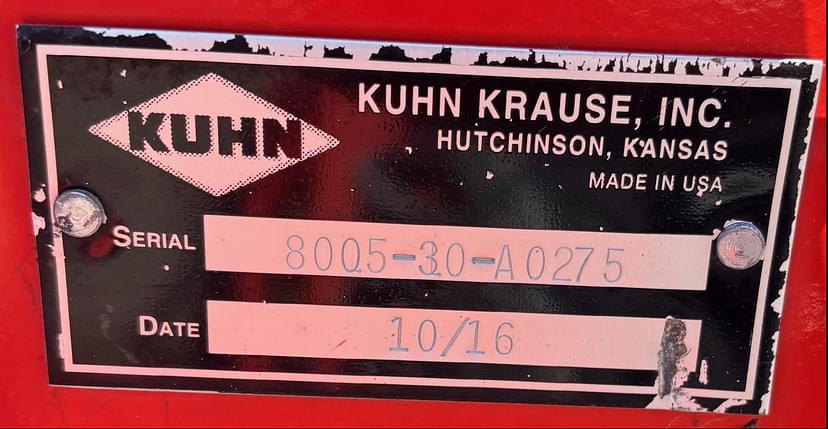 KUHN
KUHN KRAUSE, INC.
HUTCHINSON, KANSAS
MADE IN USA
SERIAL 8005-30-A0275
DATE 10/16